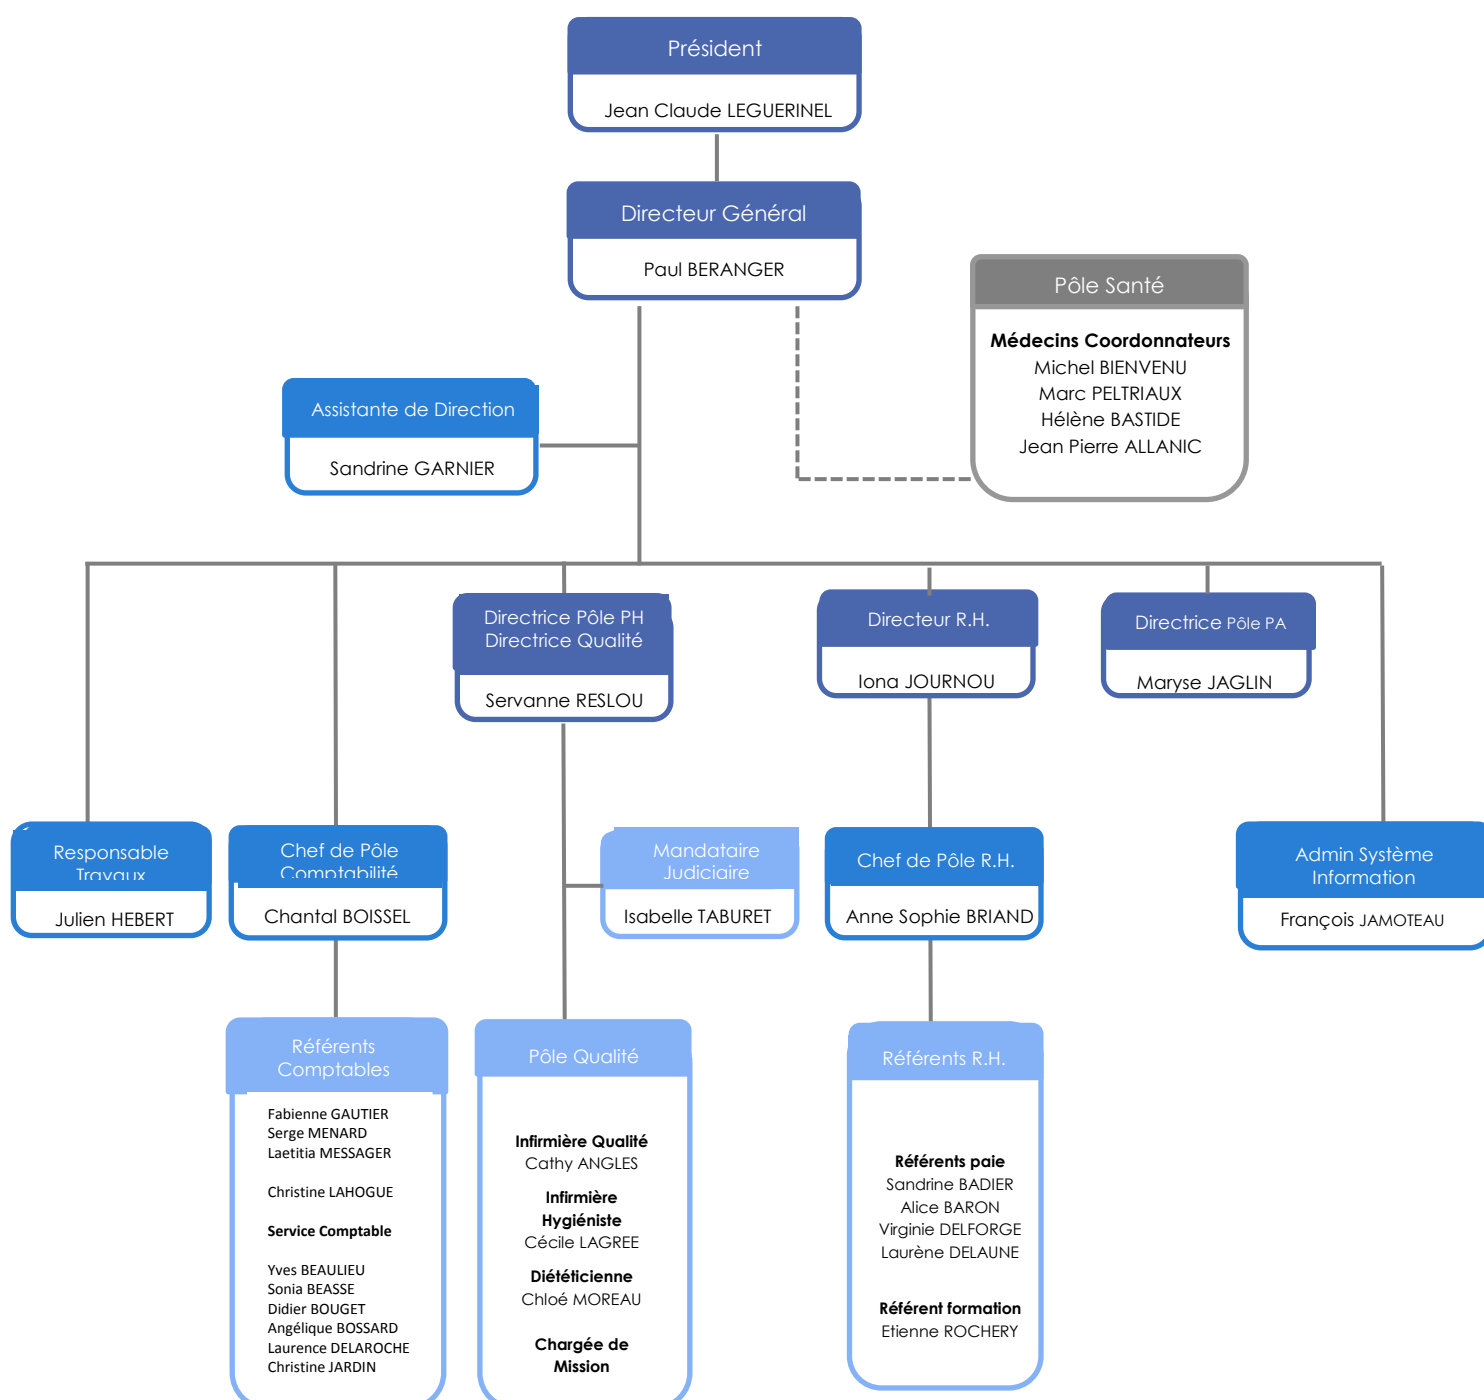 Président
Jean Claude LEGUERINEL
Directeur Général
Paul BERANGER
Pôle Santé
Médecins Coordonnateurs
Michel BIENVENU
Marc PELTRIAUX
Hélène BASTIDE
Jean Pierre ALLANIC
Assistante de Direction
Sandrine GARNIER
Directrice Pôle PH
Directrice Qualité
Servanne RESLOU
Directeur R.H.
Iona JOURNOU
Directrice Pôle PA
Maryse JAGLIN
Responsable
Travaux
Julien HEBERT
Chef de Pôle
Comptabilité
Chantal BOISSEL
Mandataire
Judiciaire
Isabelle TABURET
Chef de Pôle R.H.
Anne Sophie BRIAND
Admin Système
Information
François JAMOTEAU
Référents
Comptables
Fabienne GAUTIER
Serge MENARD
Laetitia MESSAGER
Christine LAHOGUE
Service Comptable
Yves BEAULIEU
Sonia BEASSE
Didier BOUGET
Angélique BOSSARD
Laurence DELAROCHE
Christine JARDIN
Pôle Qualité
Infirmière Qualité
Cathy ANGLES
Infirmière
Hygiéniste
Cécile LAGREE
Diététicienne
Chloé MOREAU
Chargée de
Mission
Référents R.H.
Référents paie
Sandrine BADIER
Alice BARON
Virginie DELFORGE
Laurène DELAUNE
Référent formation
Etienne ROCHERY